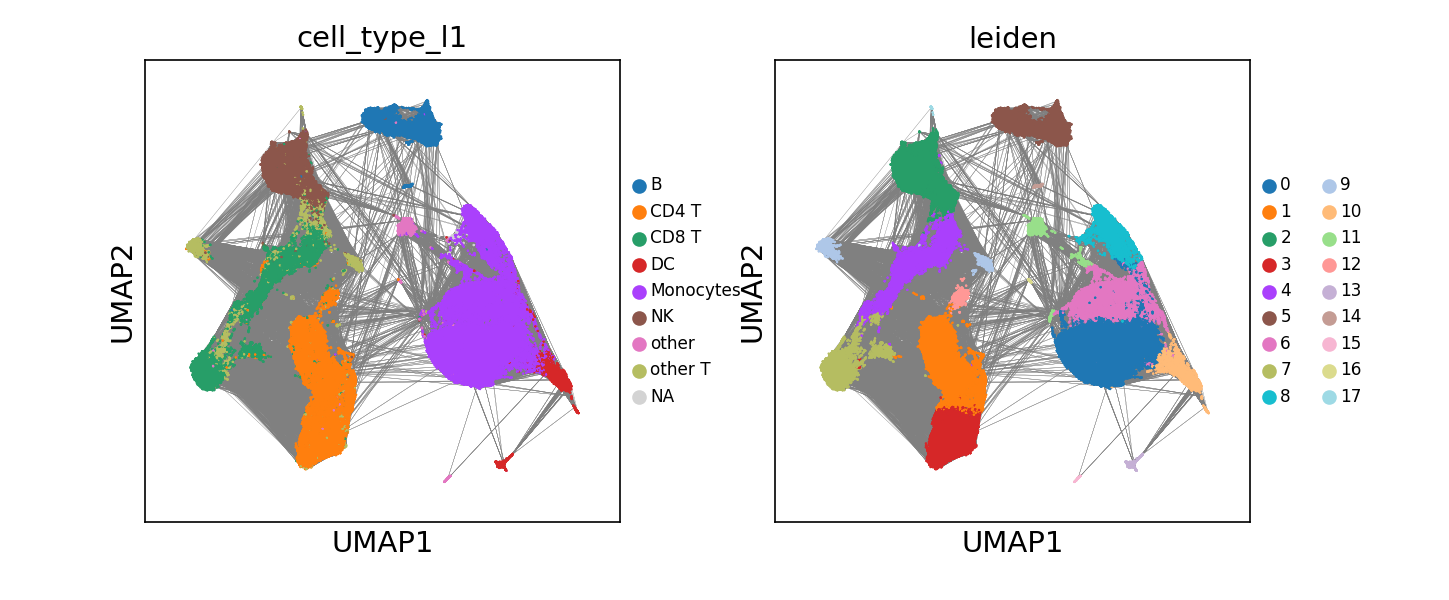 cell_type_l1
UMAP2
UMAP1
B
CD4 T
CD8 T
DC
Monocytes
NK
other
other T
NA
leiden
UMAP2
UMAP1
0
1
2
3
4
5
6
7
8
9
10
11
12
13
14
15
16
17